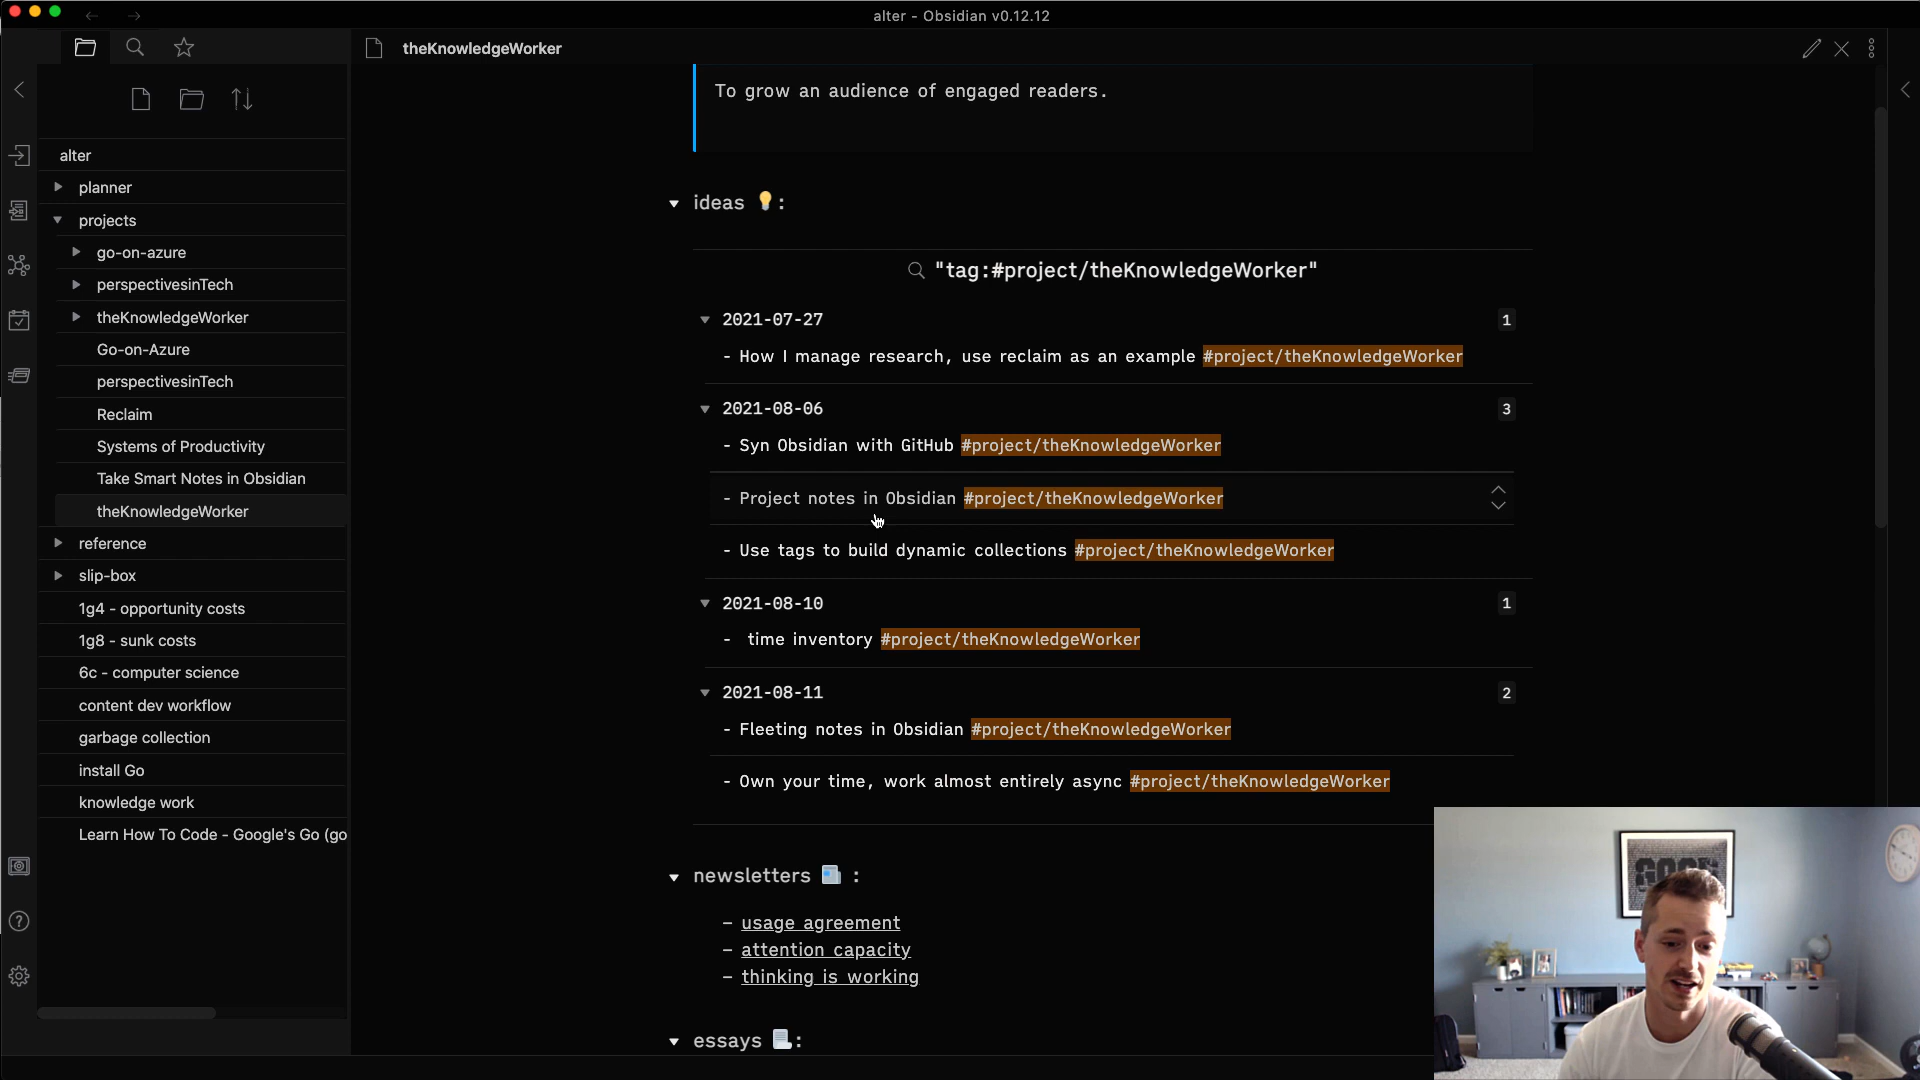 alter - Obsidian v0.12.12
theKnowledgeWorker
alter
planner
projects
go-on-azure
perspectivesinTech
theKnowledgeWorker
Go-on-Azure
perspectivesinTech
Reclaim
Systems of Productivity
Take Smart Notes in Obsidian
theKnowledgeWorker
reference
slip-box
1g4 - opportunity costs
1g8 - sunk costs
6c - computer science
content dev workflow
garbage collection
install Go
knowledge work
Learn How To Code - Google's Go (go
To grow an audience of engaged readers.
ideas 💡:
"tag:#project/theKnowledgeWorker"
2021-07-27 1
- How I manage research, use reclaim as an example #project/theKnowledgeWorker
2021-08-06 3
- Syn Obsidian with GitHub #project/theKnowledgeWorker
- Project notes in Obsidian #project/theKnowledgeWorker
- Use tags to build dynamic collections #project/theKnowledgeWorker
2021-08-10 1
- time inventory #project/theKnowledgeWorker
2021-08-11 2
- Fleeting notes in Obsidian #project/theKnowledgeWorker
- Own your time, work almost entirely async #project/theKnowledgeWorker
newsletters 📰 :
- usage agreement
- attention capacity
- thinking is working
essays 📃: